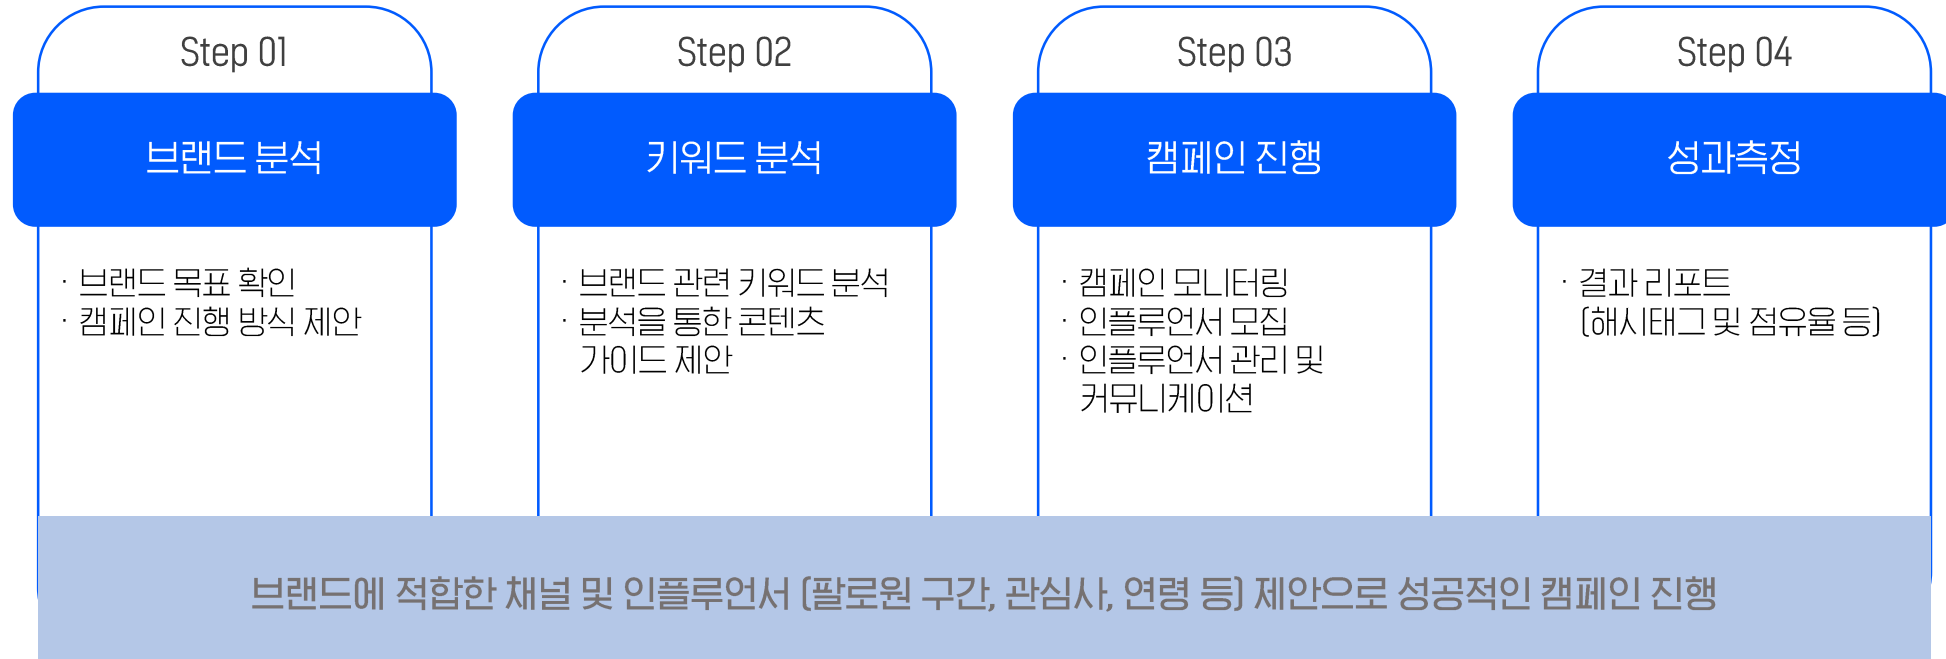 Step 01
브랜드 분석
· 브랜드 목표 확인
· 캠페인 진행 방식 제안
Step 02
키워드 분석
· 브랜드 관련 키워드 분석
· 분석을 통한 콘텐츠
가이드 제안
Step 03
캠페인 진행
· 캠페인 모니터링
· 인플루언서 모집
· 인플루언서 관리 및
커뮤니케이션
Step 04
성과측정
· 결과 리포트
(해시태그 및 점유율 등)
브랜드에 적합한 채널 및 인플루언서 (팔로원 구간, 관심사, 연령 등) 제안으로 성공적인 캠페인 진행